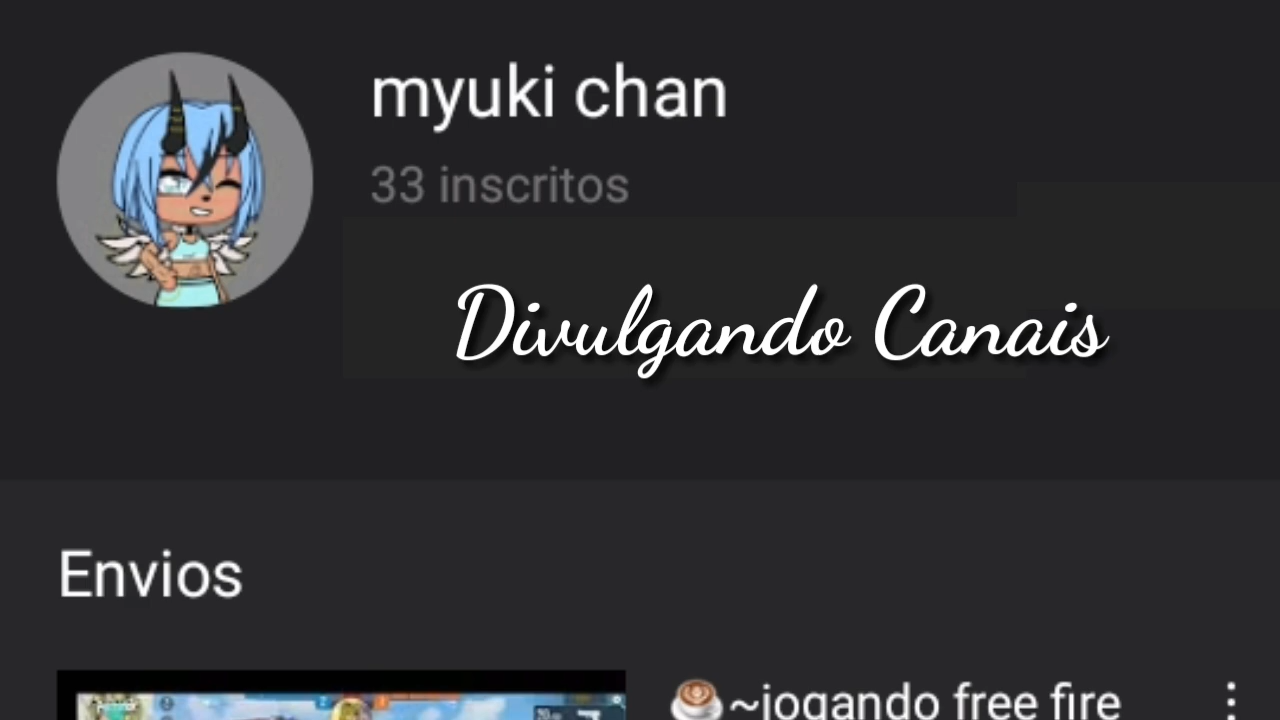 myuki chan
33 inscritos
Divulgando Canais
Envios
☕~jogando free fire